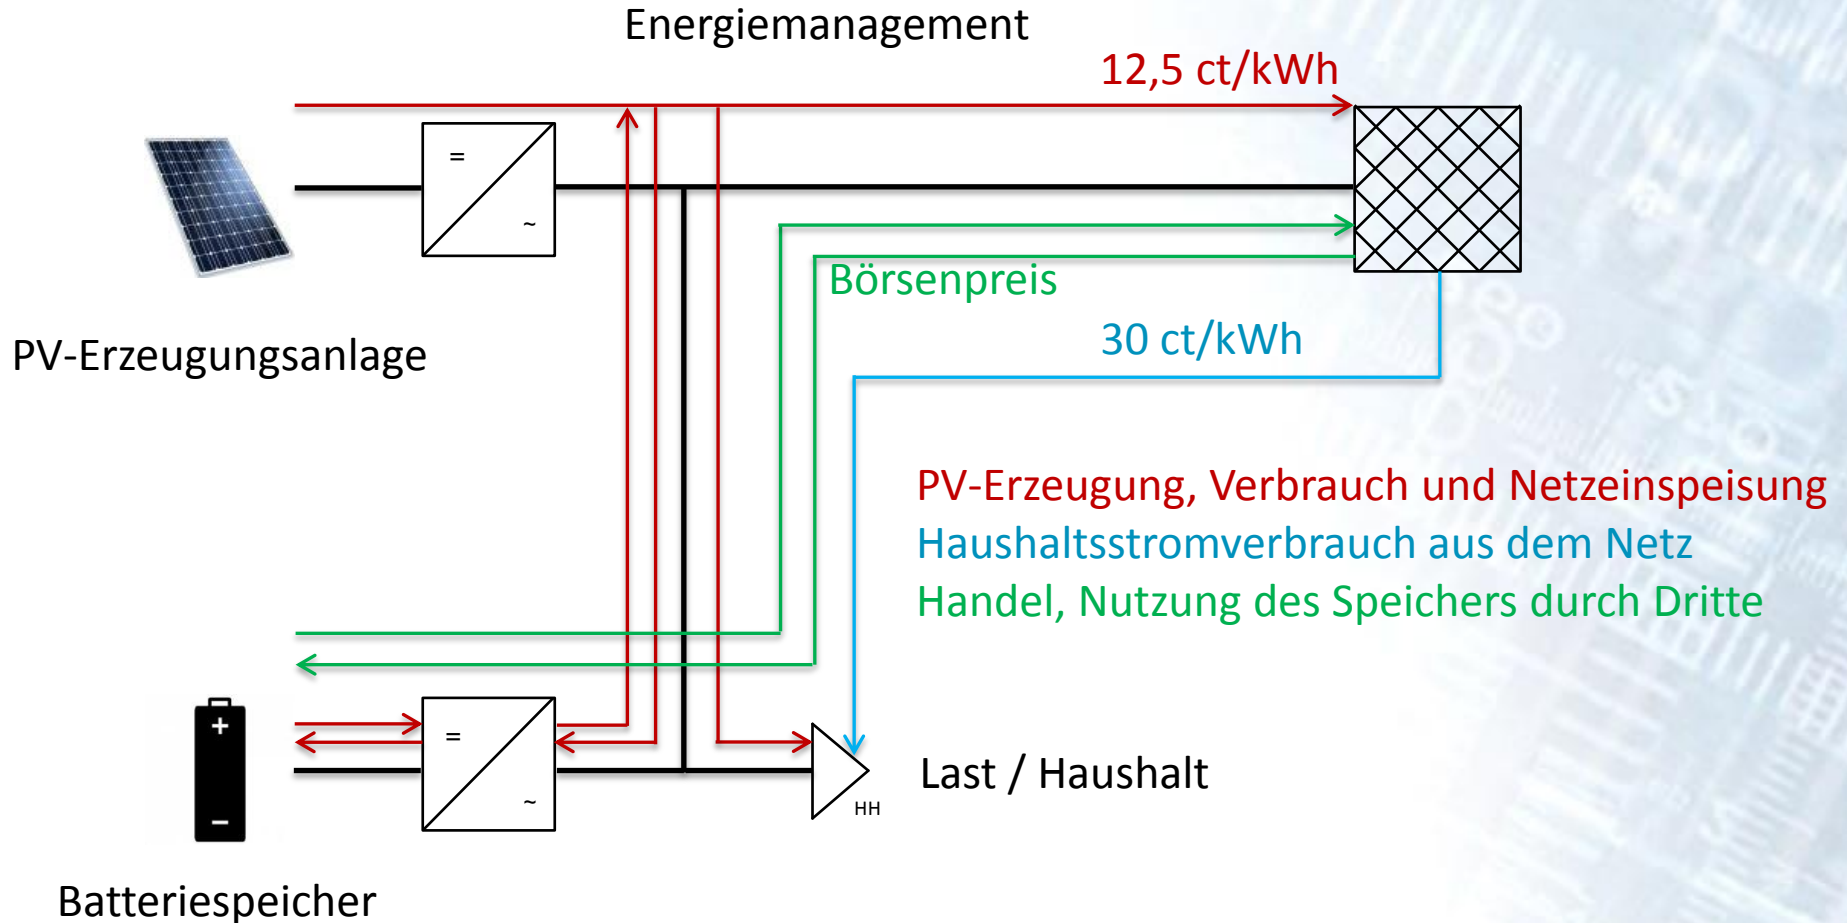 Energiemanagement
12,5 ct/kWh
=
~
Börsenpreis
30 ct/kWh
PV-Erzeugungsanlage
PV-Erzeugung, Verbrauch und Netzeinspeisung
Haushaltsstromverbrauch aus dem Netz
Handel, Nutzung des Speichers durch Dritte
+
=
~
–
Last / Haushalt
HH
Batteriespeicher